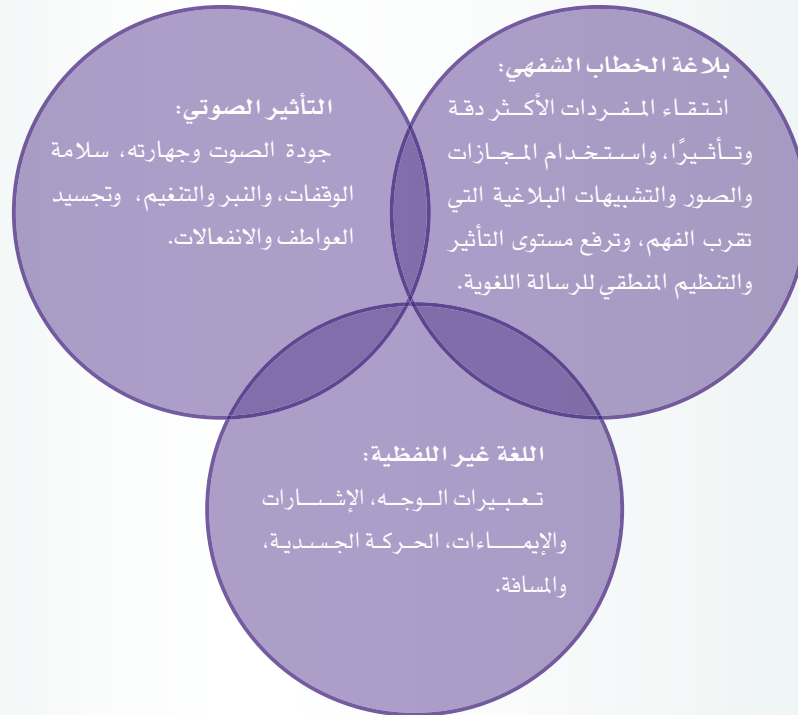 بلاغة الخطاب الشفهي:
انتقاء المفردات الأكثر دقة
وتأثيرًا، واستخدام المجازات
والصور والتشبيهات البلاغية التي
تقرب الفهم، وترفع مستوى التأثير
والتنظيم المنطقي للرسالة اللغوية.
التأثير الصوتي:
جودة الصوت وجهارته، سلامة
الوقفات، والنبر والتنغيم، وتجسيد
العواطف والانفعالات.
اللغة غير اللفظية:
تعبيرات الوجه، الإشارات
والإيماءات، الحركة الجسدية،
والمسافة.